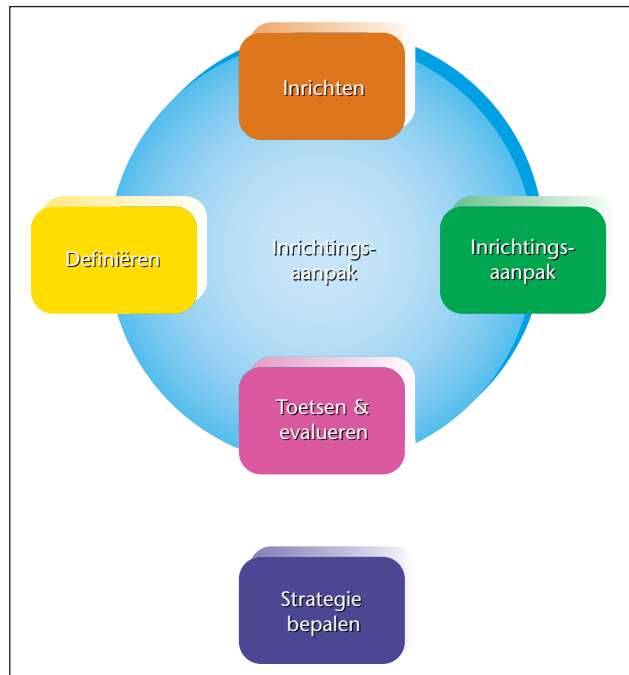 Inrichten
Definiëren
Inrichtings-
aanpak
Inrichtings-
aanpak
Toetsen &
evalueren
Strategie
bepalen